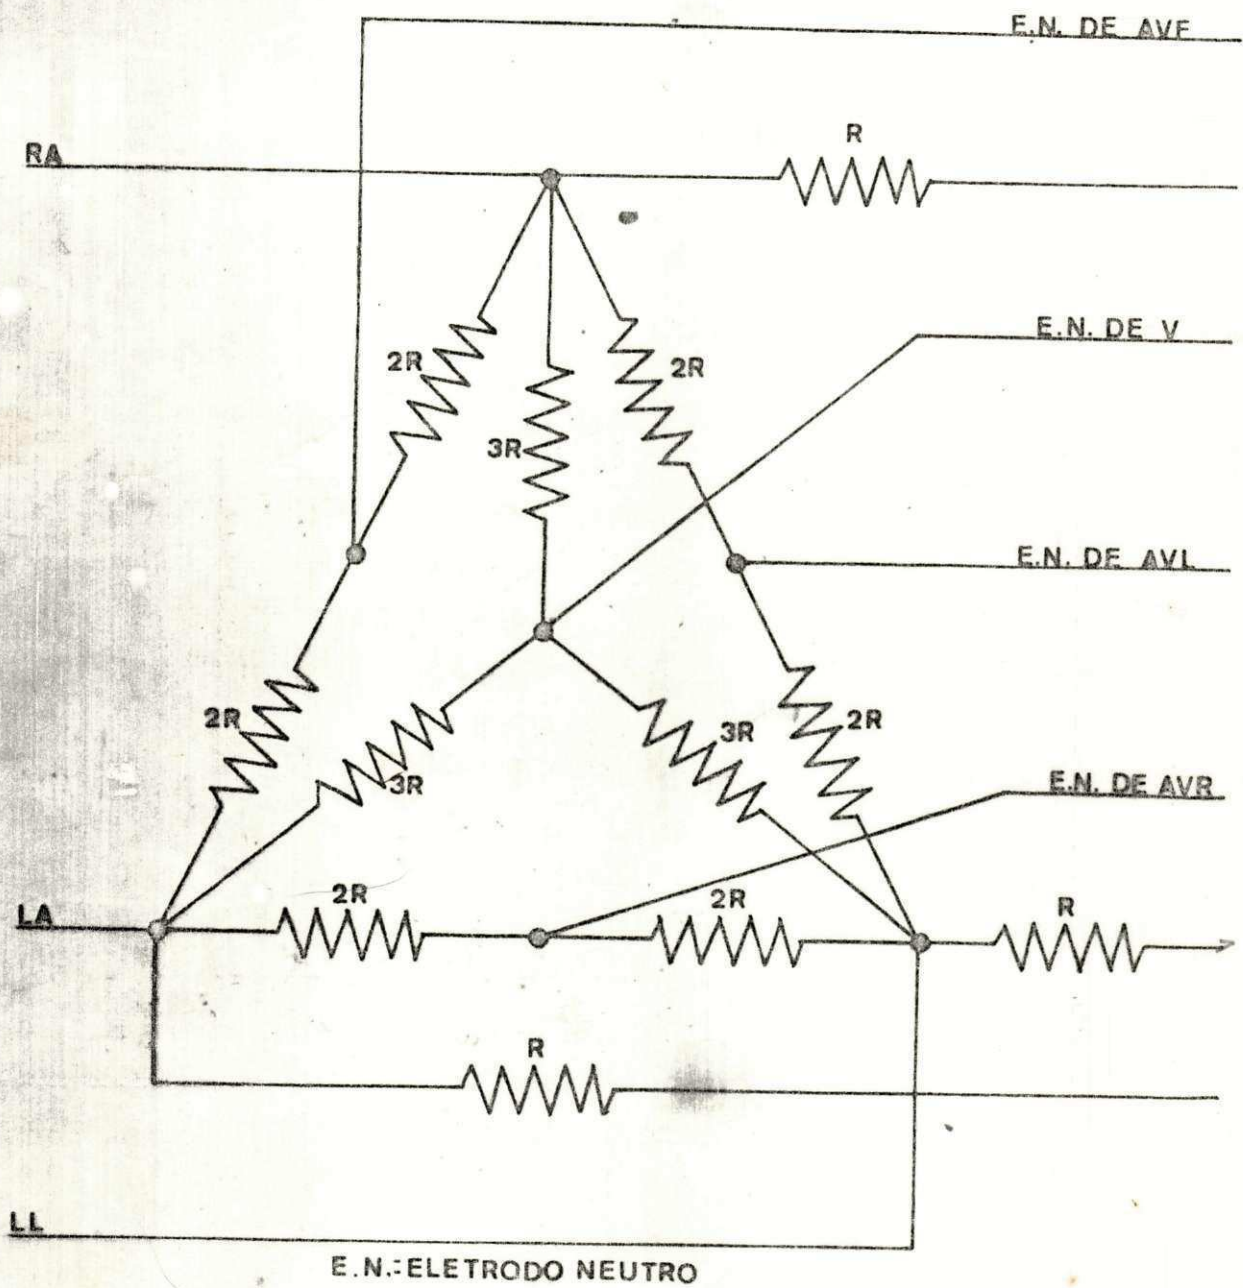 E.N. DE AVF
R
RA
E.N. DE V
2R
2R
3R
E.N. DE AVL
2R
3R
2R
3R
E.N. DE AVR
2R
2R
R
LA
R
LL
E.N.:ELETRODO NEUTRO